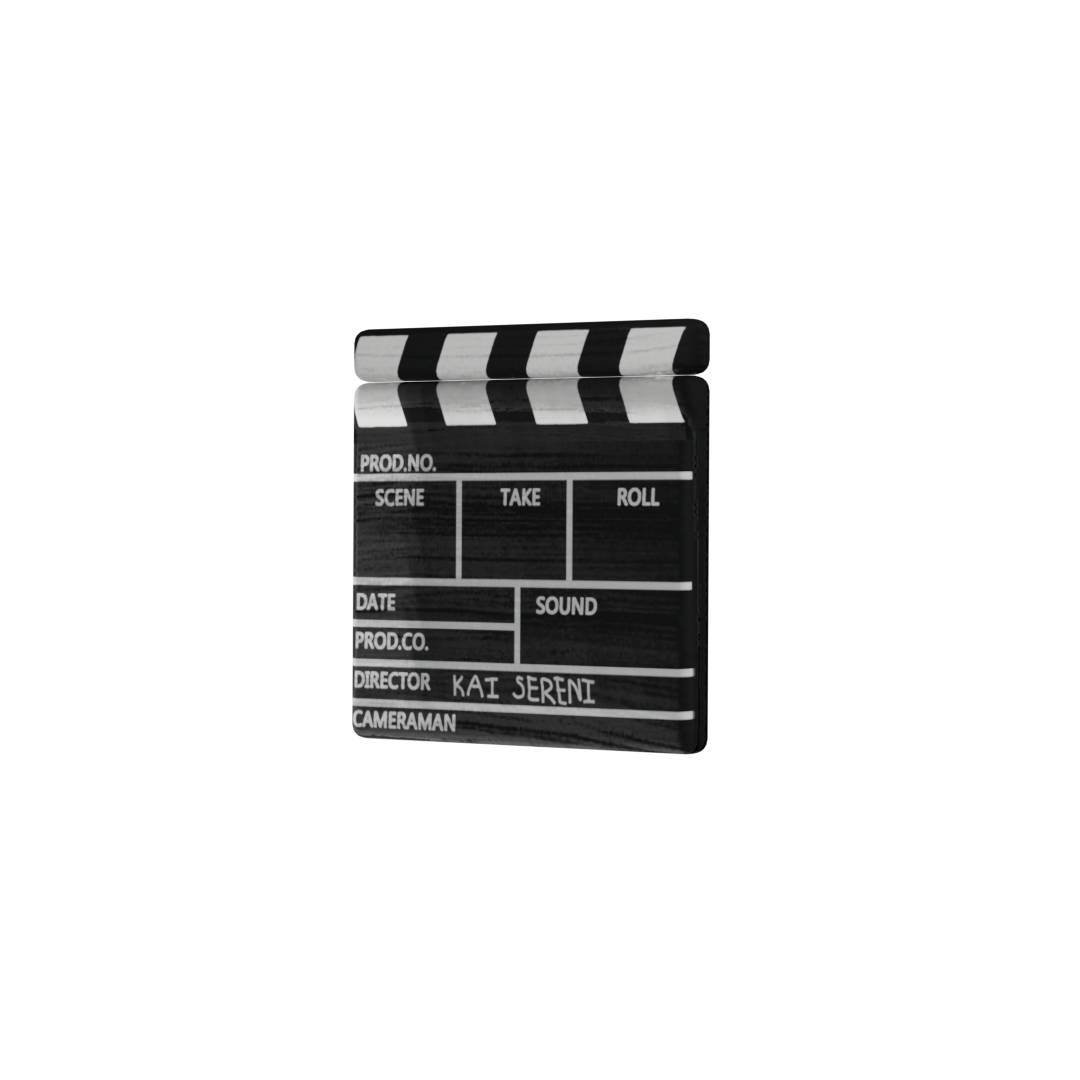 PROD.NO.
SCENE TAKE ROLL
DATE SOUND
PROD.CO.
DIRECTOR KAI SERENI
CAMERAMAN